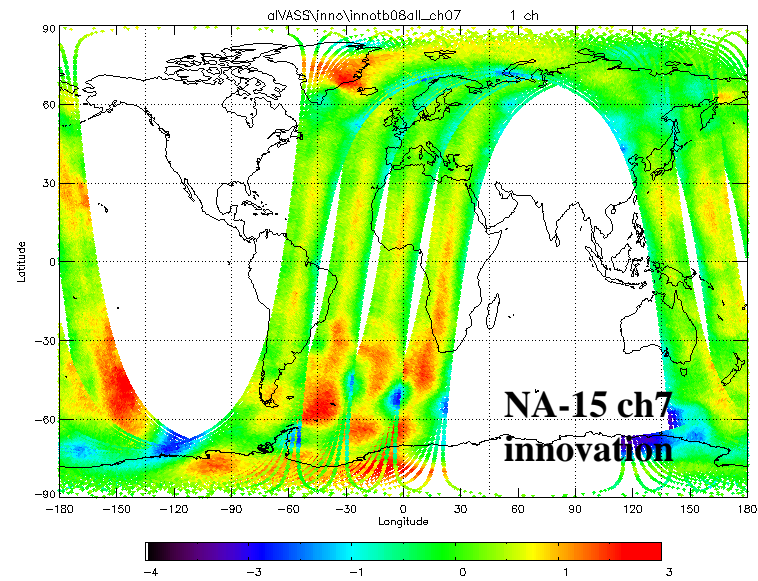 alVASS\inno\innotb08all_ch07 1 ch
90
60
30
0
-30
-60
-90
Latitude
-180 -150 -120 -90 -60 -30 0 30 60 90 120 150 180
Longitude
NA-15 ch7
innovation
-4 -3 -1 0 1 3